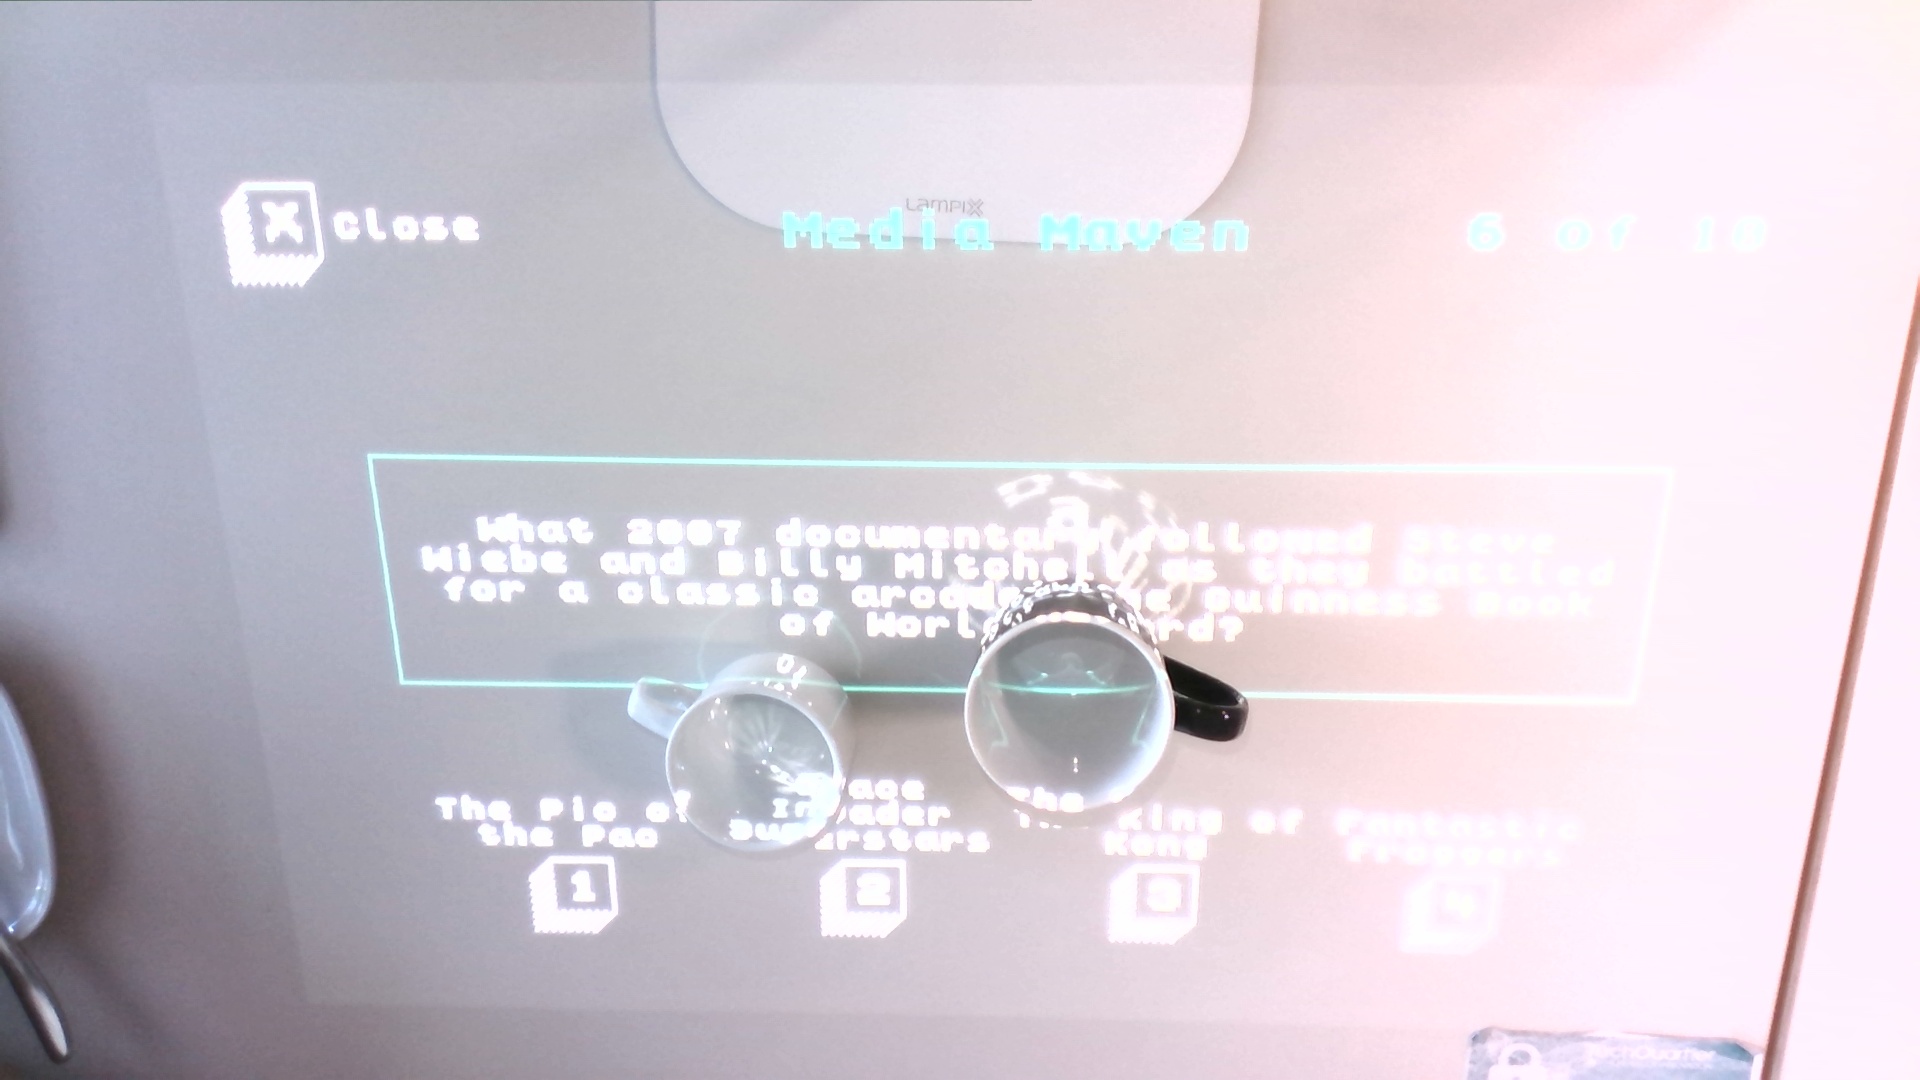 LAMPIX
X Close
Media Maven
6 of 10
What 2007 documentary followed Steve
Wiebe and Billy Mitchell as they battled
for a classic arcade Guinness Book
of World
The Pie of
the Pac
Space
Invader
Superstars
The King of
Kong
Fantastic
Froggers
1
2
3
4
TechQuartier